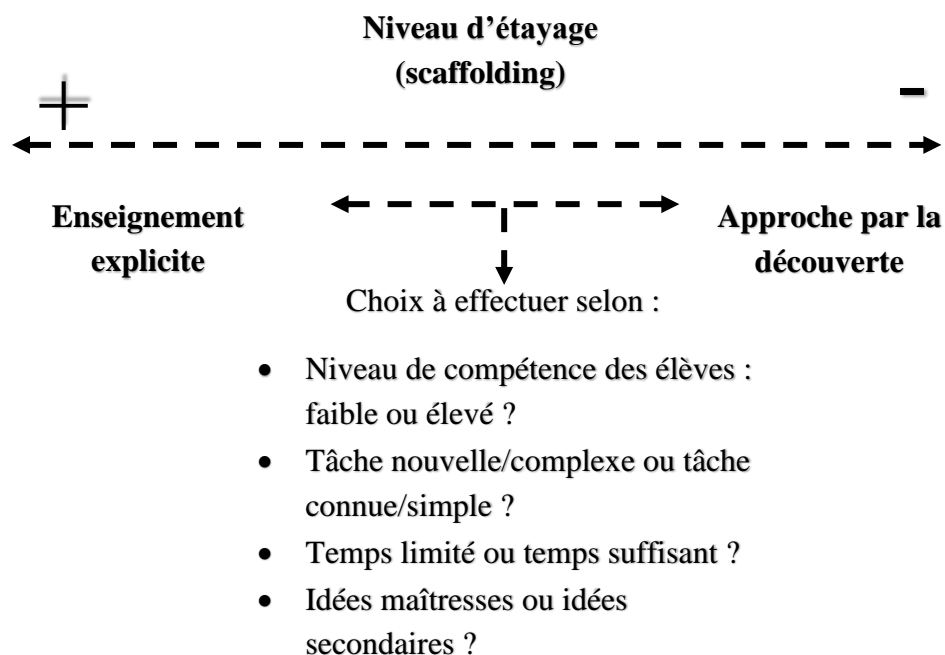 Niveau d’étayage
(scaffolding)
+ -
Enseignement
explicite
Approche par la
découverte
Choix à effectuer selon :
• Niveau de compétence des élèves :
faible ou élevé ?
• Tâche nouvelle/complexe ou tâche
connue/simple ?
• Temps limité ou temps suffisant ?
• Idées maîtresses ou idées
secondaires ?